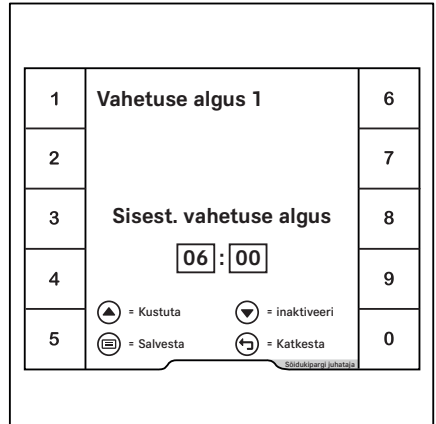 1
2
3
4
5
Vahetuse algus 1
Sisest. vahetuse algus
06 : 00
= Kustuta
= inaktiveeri
= Salvesta
= Katkesta
Sõidukipargi juhataja
6
7
8
9
0